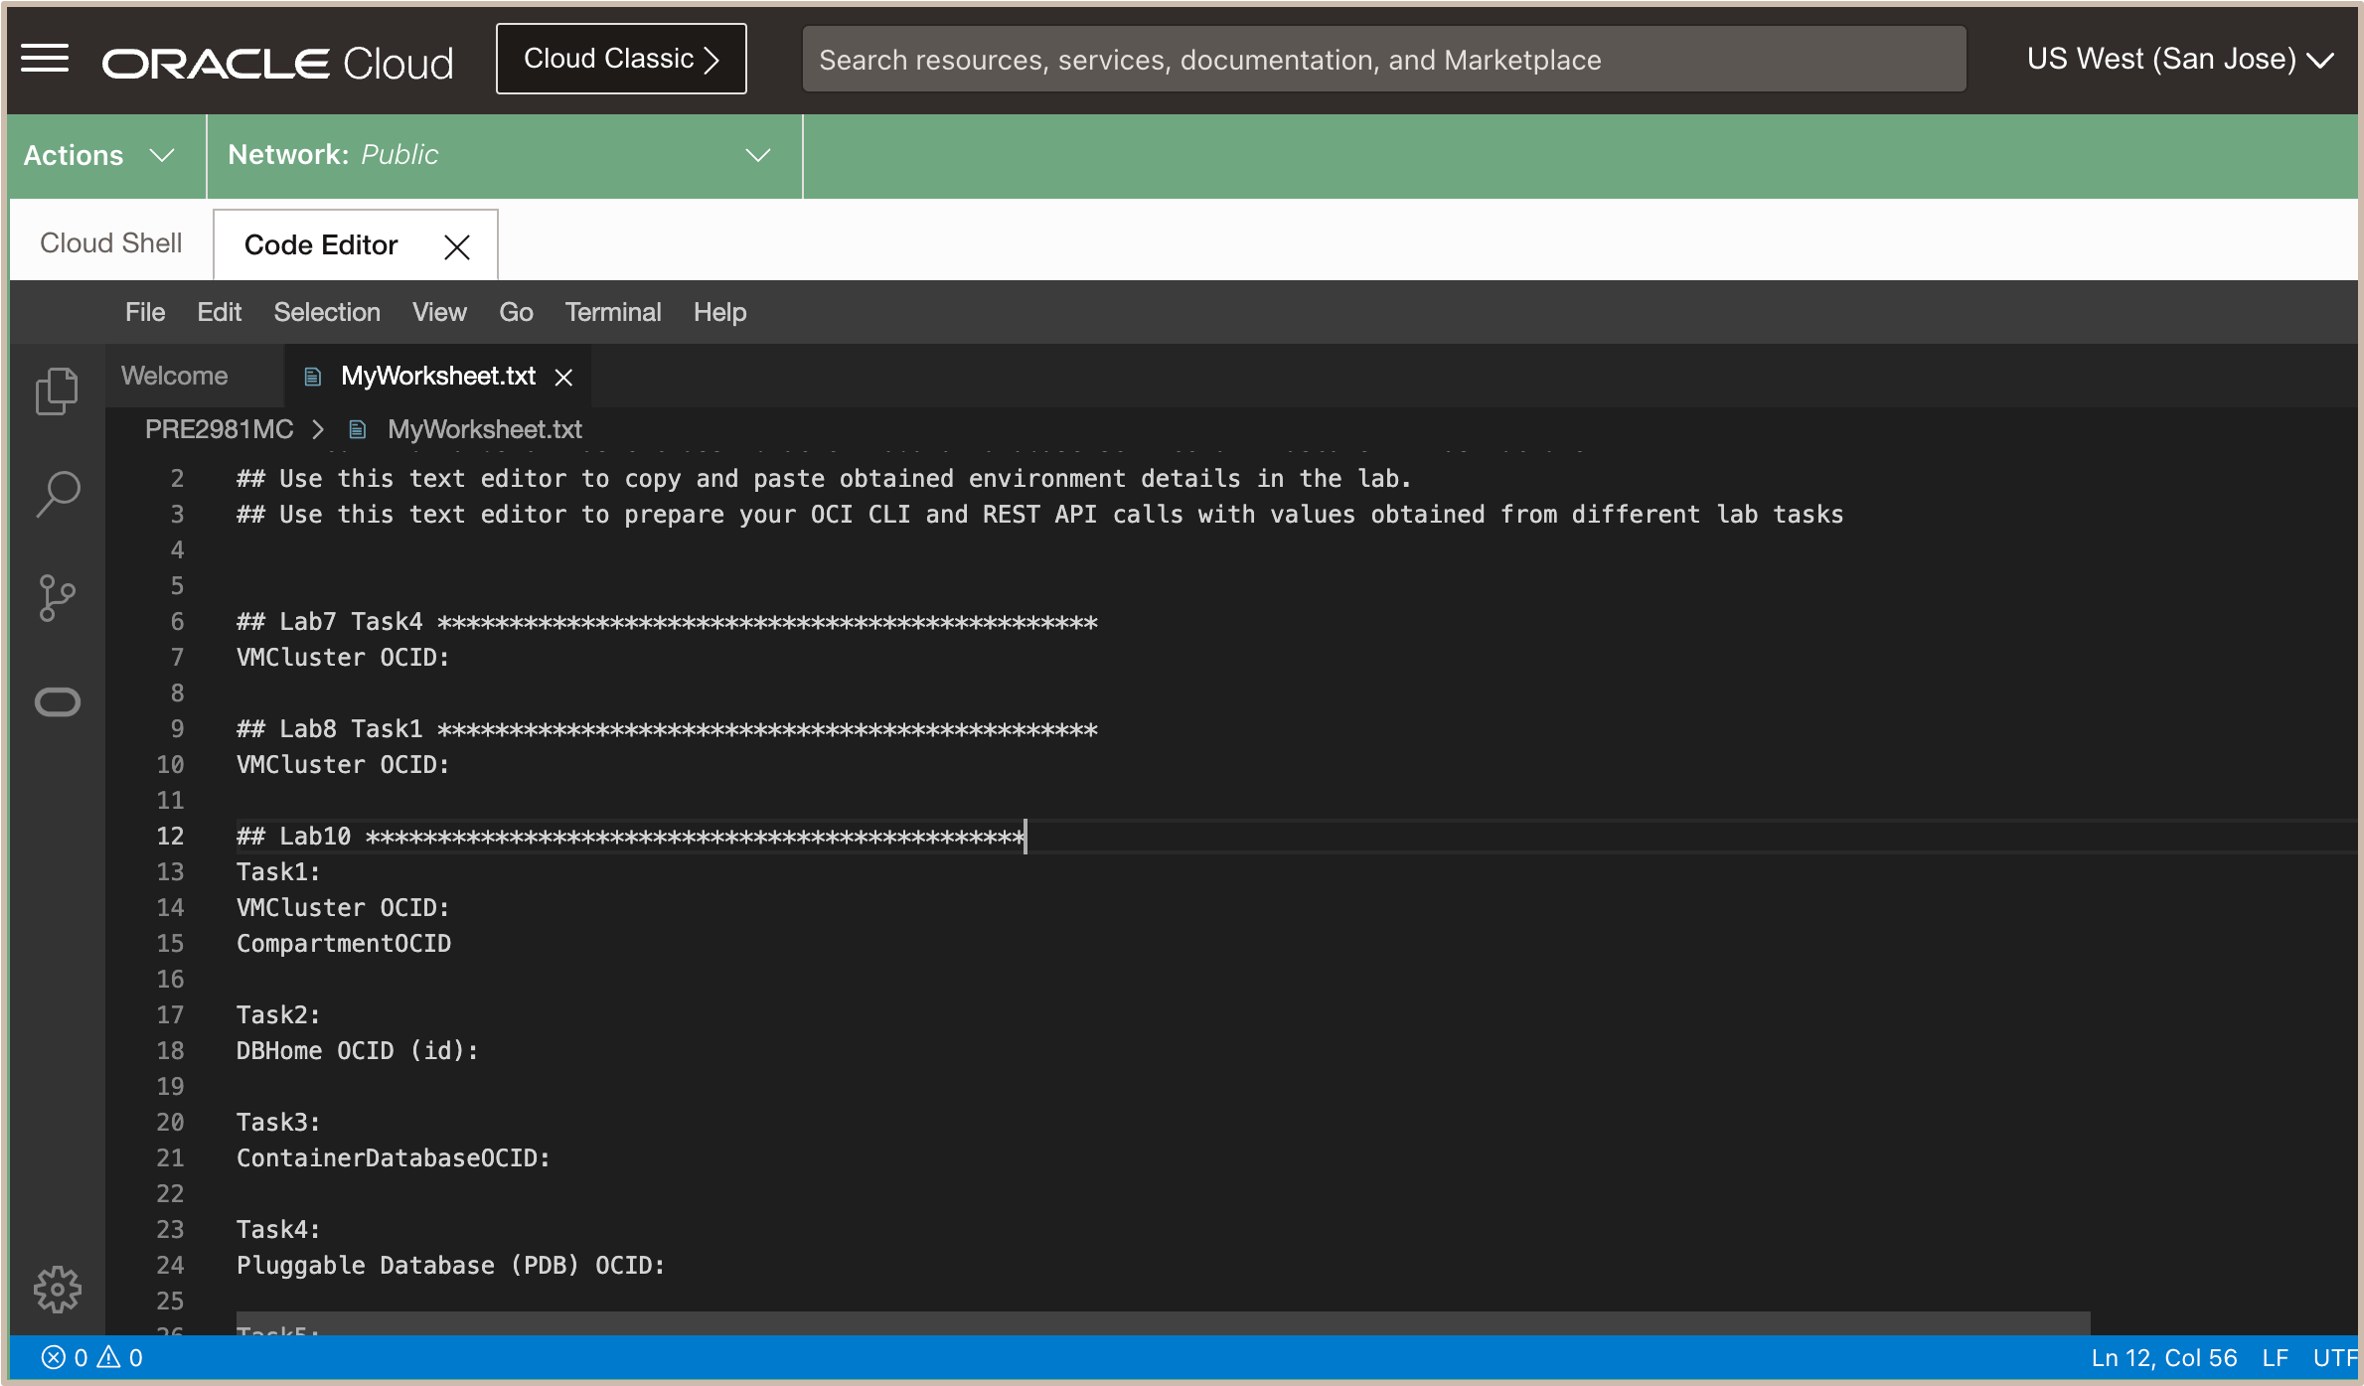 ORACLE Cloud
Cloud Classic >
Search resources, services, documentation, and Marketplace
US West (San Jose)
Actions
Network: Public
Cloud Shell
Code Editor
File Edit Selection View Go Terminal Help
Welcome
MyWorksheet.txt
PRE2981MC > MyWorksheet.txt
2 ## Use this text editor to copy and paste obtained environment details in the lab.
3 ## Use this text editor to prepare your OCI CLI and REST API calls with values obtained from different lab tasks
4
5
6 ## Lab7 Task4 **********************************************
7 VMCluster OCID:
8
9 ## Lab8 Task1 **********************************************
10 VMCluster OCID:
11
12 ## Lab10 **********************************************
13 Task1:
14 VMCluster OCID:
15 CompartmentOCID
16
17 Task2:
18 DBHome OCID (id):
19
20 Task3:
21 ContainerDatabaseOCID:
22
23 Task4:
24 Pluggable Database (PDB) OCID:
25
26 Task5:
0 0
Ln 12, Col 56 LF UTF